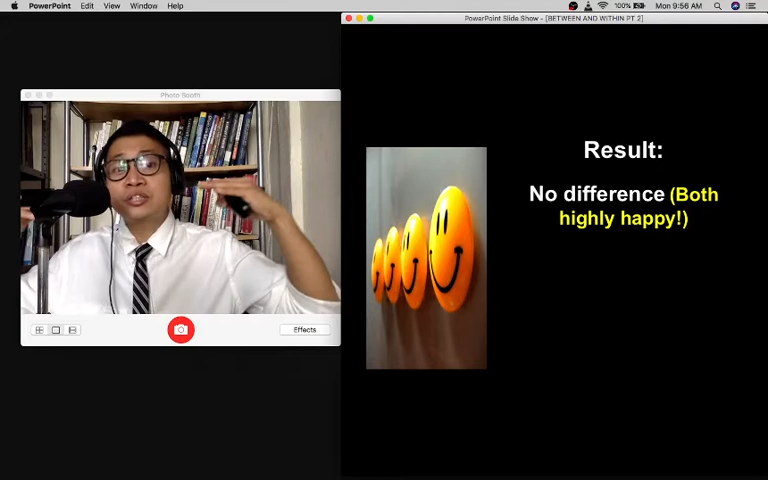 PowerPoint Edit View Window Help
100% Mon 9:56 AM
PowerPoint Slide Show - [BETWEEN AND WITHIN PT 2]
Photo Booth
Result:
No difference (Both
highly happy!)
Effects